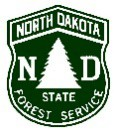 NORTH DAKOTA
N D
STATE
FOREST SERVICE